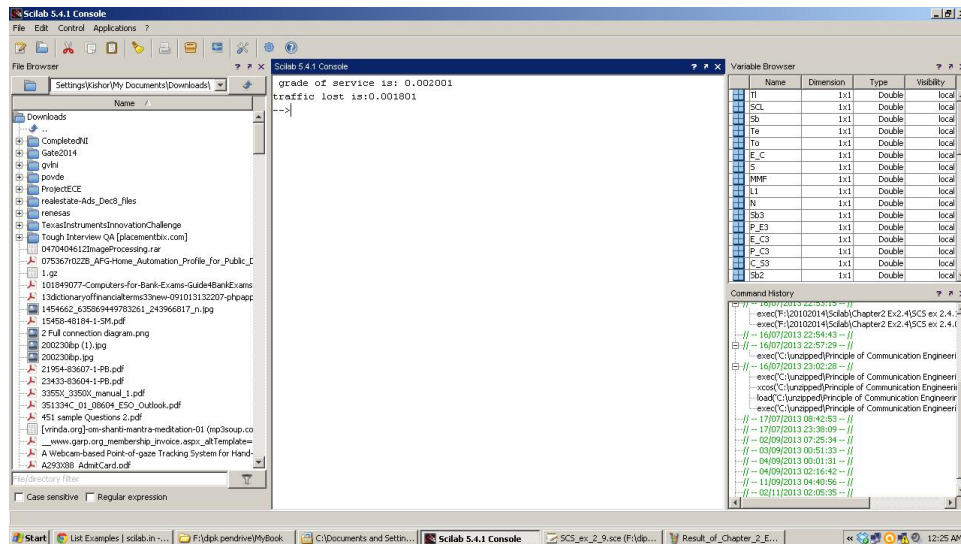 Scilab 5.4.1 Console
File Edit Control Applications ?
File Browser
Settings\Kishor\My Documents\Downloads\
Name
Downloads
..
CompletedNI
Gate2014
gvlni
povde
ProjectECE
realestate-Ads_Dec8_files
renesas
TexasInstrumentsInnovationChallenge
Tough Interview QA [placementbix.com]
0470404612ImageProcessing.rar
075367r02ZB_AFG-Home_Automation_Profile_for_Public_D
1.gz
101849077-Computers-for-Bank-Exams-Guide4BankExams
13dictionaryoffinancialterms33new-091013132207-phpapp
1454662_635869449783261_243966817_n.jpg
15458-48184-1-SM.pdf
2 Full connection diagram.png
200230ibp (1).jpg
200230ibp.jpg
21954-83607-1-PB.pdf
23433-83604-1-PB.pdf
3355X_3350X_manual_1.pdf
351334C_01_08604_ESO_Outlook.pdf
451 sample Questions 2.pdf
[vrinda.org]-om-shanti-mantra-meditation-01 (mp3soup.co
__www.garp.org_membership_invoice.aspx_altTemplate=
A Webcam-based Point-of-gaze Tracking System for Hand-
A293X88 AdmitCard.pdf
File/directory filter
Case sensitive Regular expression
Scilab 5.4.1 Console
grade of service is: 0.002001
traffic lost is:0.001801
-->
Variable Browser
Name Dimension Type Visibility
Tl 1x1 Double local
SCL 1x1 Double local
Sb 1x1 Double local
Te 1x1 Double local
To 1x1 Double local
E_C 1x1 Double local
S 1x1 Double local
MMF 1x1 Double local
L1 1x1 Double local
N 1x1 Double local
Sb3 1x1 Double local
P_E3 1x1 Double local
E_C3 1x1 Double local
P_C3 1x1 Double local
C_S3 1x1 Double local
Sb2 1x1 Double local
Command History
// -- 16/07/2013 22:53:15 -- //
exec('F:\20102014\Scilab\Chapter2 Ex2.4\SCS ex 2.4.
exec('F:\20102014\Scilab\Chapter2 Ex2.4\SCS ex 2.4.
// -- 16/07/2013 22:54:43 -- //
// -- 16/07/2013 22:57:29 -- //
exec('C:\unzipped\Principle of Communication Engineeri
// -- 16/07/2013 23:02:28 -- //
exec('C:\unzipped\Principle of Communication Engineeri
xcos('C:\unzipped\Principle of Communication Engineeri
load('C:\unzipped\Principle of Communication Engineerin
exec('C:\unzipped\Principle of Communication Engineeri
// -- 17/07/2013 08:42:53 -- //
// -- 17/07/2013 23:38:09 -- //
// -- 02/09/2013 07:25:34 -- //
// -- 03/09/2013 00:51:33 -- //
// -- 04/09/2013 00:01:31 -- //
// -- 04/09/2013 02:16:42 -- //
// -- 11/09/2013 04:40:56 -- //
// -- 02/11/2013 02:05:35 -- //
Start List Examples | scilab.in -... F:\dipk pendrive\MyBook C:\Documents and Settin... Scilab 5.4.1 Console SCS_ex_2_9.sce (F:\dip... Result_of_Chapter_2_E... 12:25 AM